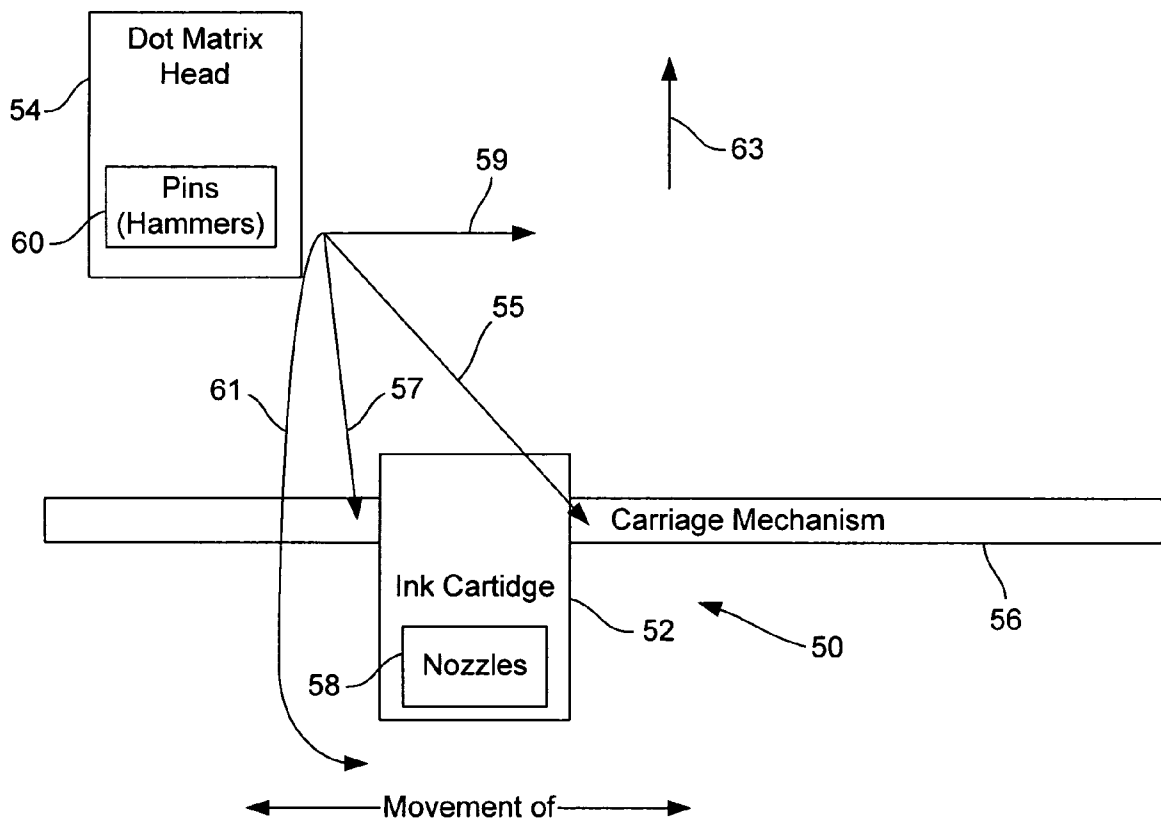 Dot Matrix
Head
54
63
59
Pins
(Hammers)
60
55
61
57
Carriage Mechanism
Ink Cartidge
56
52
50
58
Nozzles
Movement of